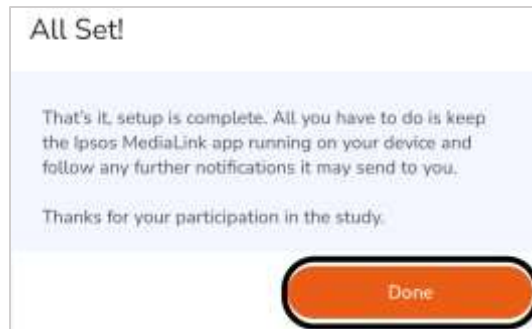 All Set!
That's it, setup is complete. All you have to do is keep
the Ipsos MediaLink app running on your device and
follow any further notifications it may send to you.
Thanks for your participation in the study.
Done